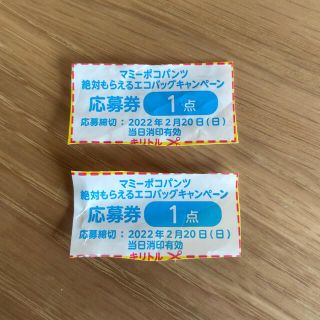 マミーポコパンツ
絶対もらえるエコバッグキャンペーン
応募券 1点
応募締切：2022年2月20日(日)
当日消印有効
キリトル
マミーポコパンツ
絶対もらえるエコバッグキャンペーン
応募券 1点
応募締切：2022年2月20日(日)
当日消印有効
キリトル